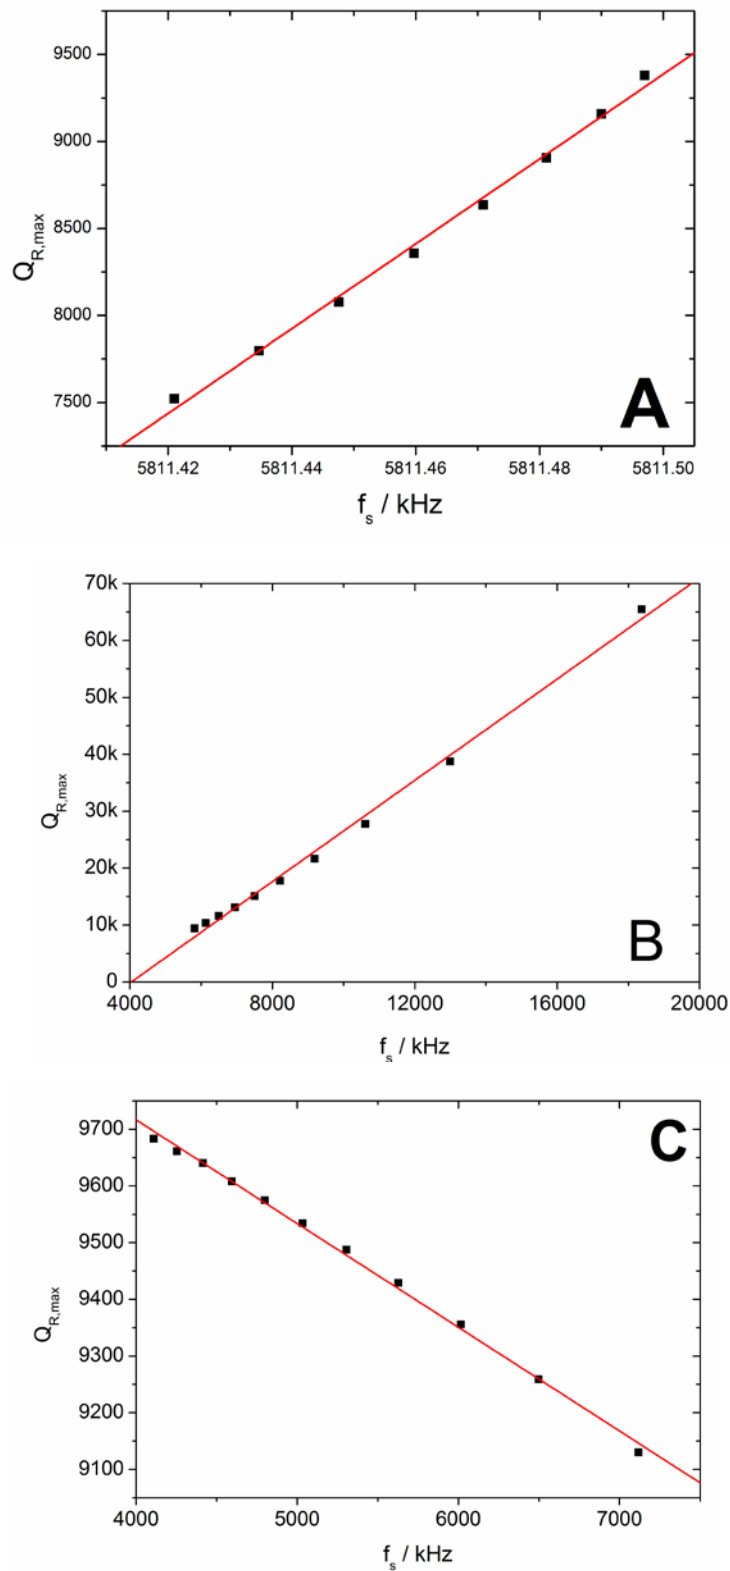 9500
9000
8500
8000
7500
Q_R,max
A
5811.42 5811.44 5811.46 5811.48 5811.50
f_s / kHz
70k
60k
50k
40k
30k
20k
10k
0
Q_R,max
B
4000 8000 12000 16000 20000
f_s / kHz
9700
9600
9500
9400
9300
9200
9100
Q_R,max
C
4000 5000 6000 7000
f_s / kHz